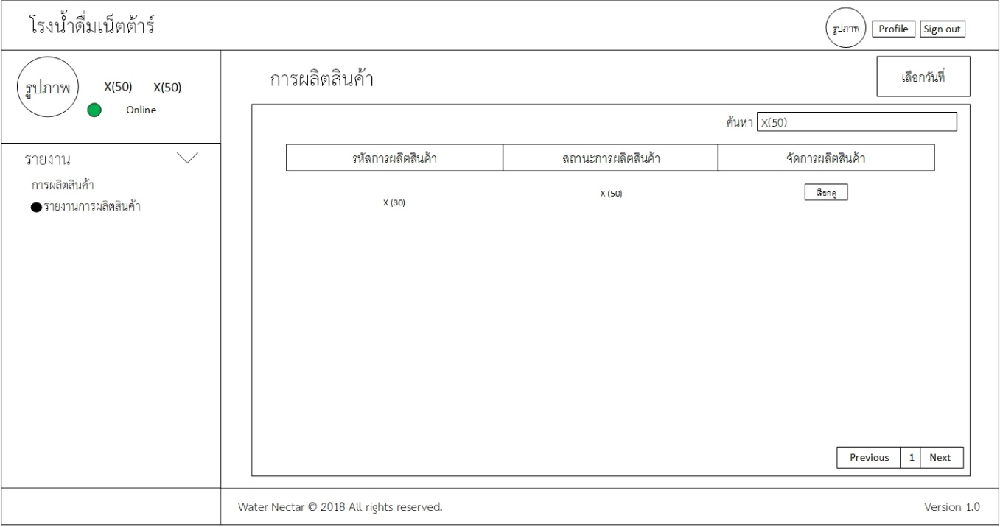 โรงน้ำดื่มเน็ตต้าร์
รูปภาพ Profile Sign out
รูปภาพ X(50) X(50)
Online
รายงาน
การผลิตสินค้า
รายงานการผลิตสินค้า
การผลิตสินค้า
เลือกวันที่
ค้นหา X(50)
รหัสการผลิตสินค้า สถานะการผลิตสินค้า จัดการผลิตสินค้า
X (30) X (50) เรียกดู
Previous 1 Next
Water Nectar © 2018 All rights reserved. Version 1.0